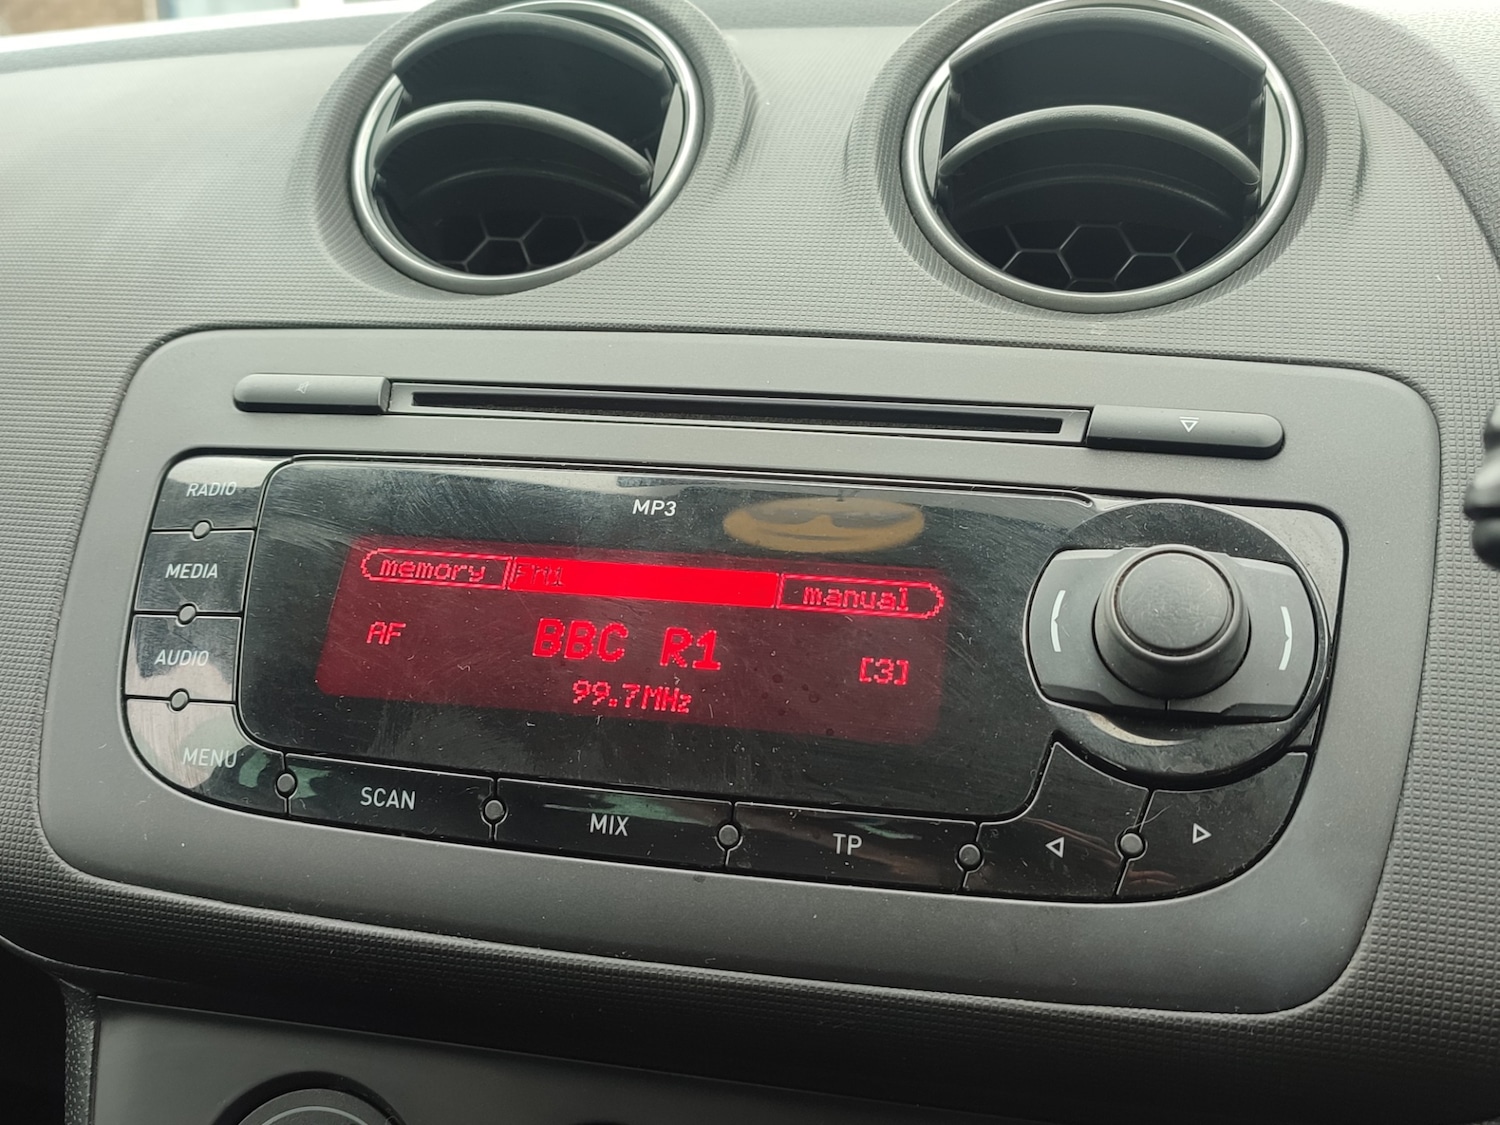 RADIO
MP3
MEDIA
memory FM1 manual
AUDIO
AF BBC R1 [3]
99.7MHz
MENU
SCAN MIX TP